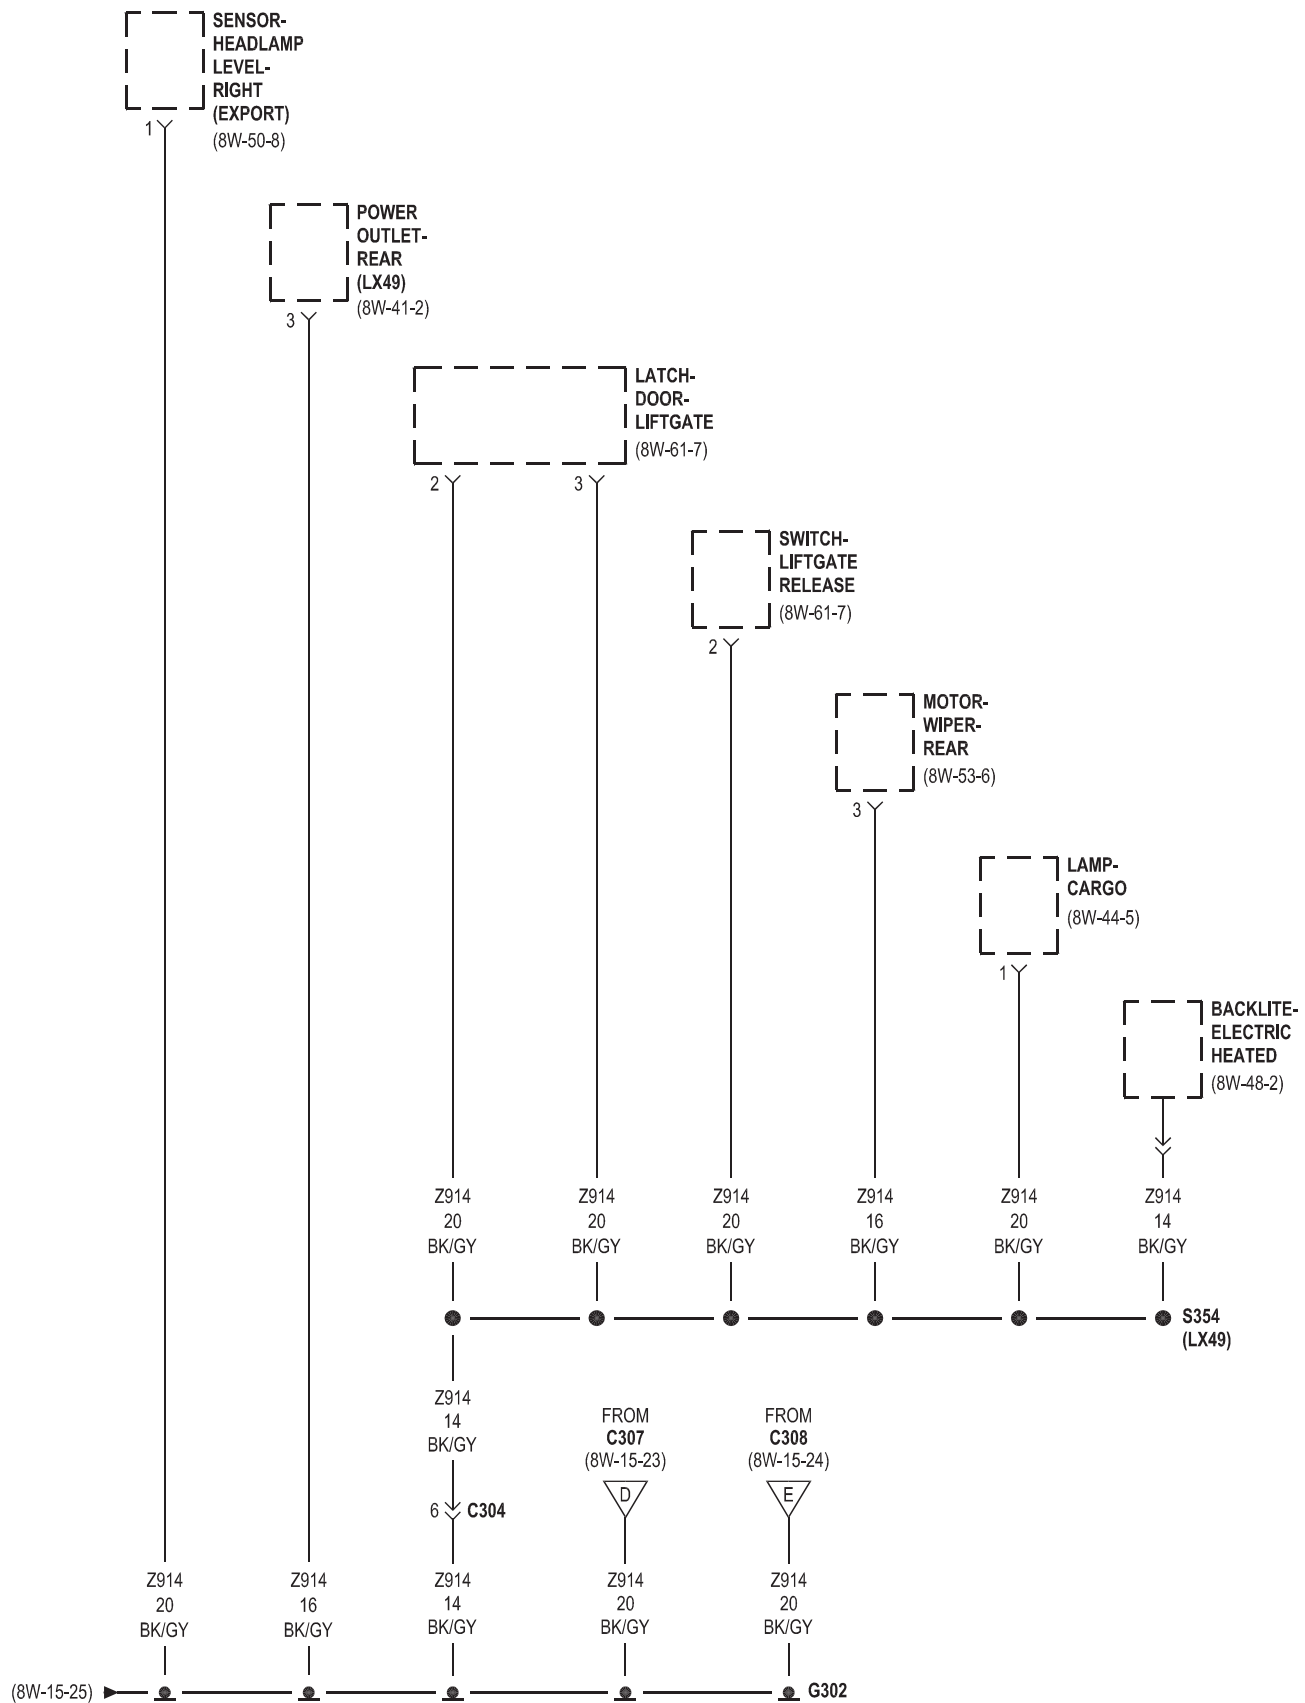 SENSOR-
HEADLAMP
LEVEL-
RIGHT
(EXPORT)
(8W-50-8)
1
POWER
OUTLET-
REAR
(LX49)
(8W-41-2)
3
LATCH-
DOOR-
LIFTGATE
(8W-61-7)
2
3
SWITCH-
LIFTGATE
RELEASE
(8W-61-7)
2
MOTOR-
WIPER-
REAR
(8W-53-6)
3
LAMP-
CARGO
(8W-44-5)
1
BACKLITE-
ELECTRIC
HEATED
(8W-48-2)
Z914 Z914 Z914 Z914 Z914 Z914
20 20 20 16 20 14
BK/GY BK/GY BK/GY BK/GY BK/GY BK/GY
S354
(LX49)
Z914
14
BK/GY
6 C304
FROM
C307
(8W-15-23)
D
FROM
C308
(8W-15-24)
E
Z914 Z914 Z914 Z914 Z914
20 16 14 20 20
BK/GY BK/GY BK/GY BK/GY BK/GY
(8W-15-25) G302